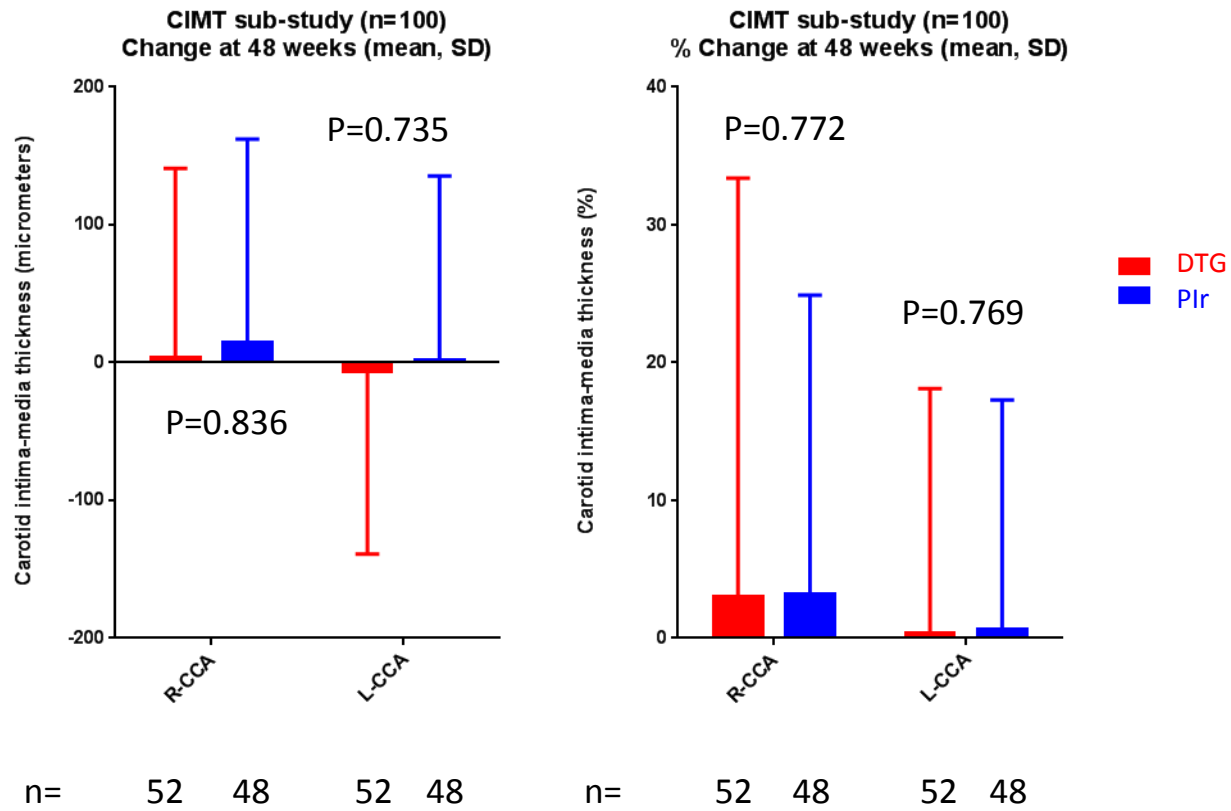 CIMT sub-study (n=100)
Change at 48 weeks (mean, SD)
Carotid intima-media thickness (micrometers)
200
100
0
-100
-200
P=0.735
P=0.836
R-CCA
L-CCA
n= 52 48 52 48
CIMT sub-study (n=100)
% Change at 48 weeks (mean, SD)
Carotid intima-media thickness (%)
40
30
20
10
0
P=0.772
P=0.769
R-CCA
L-CCA
n= 52 48 52 48
DTG
PIr